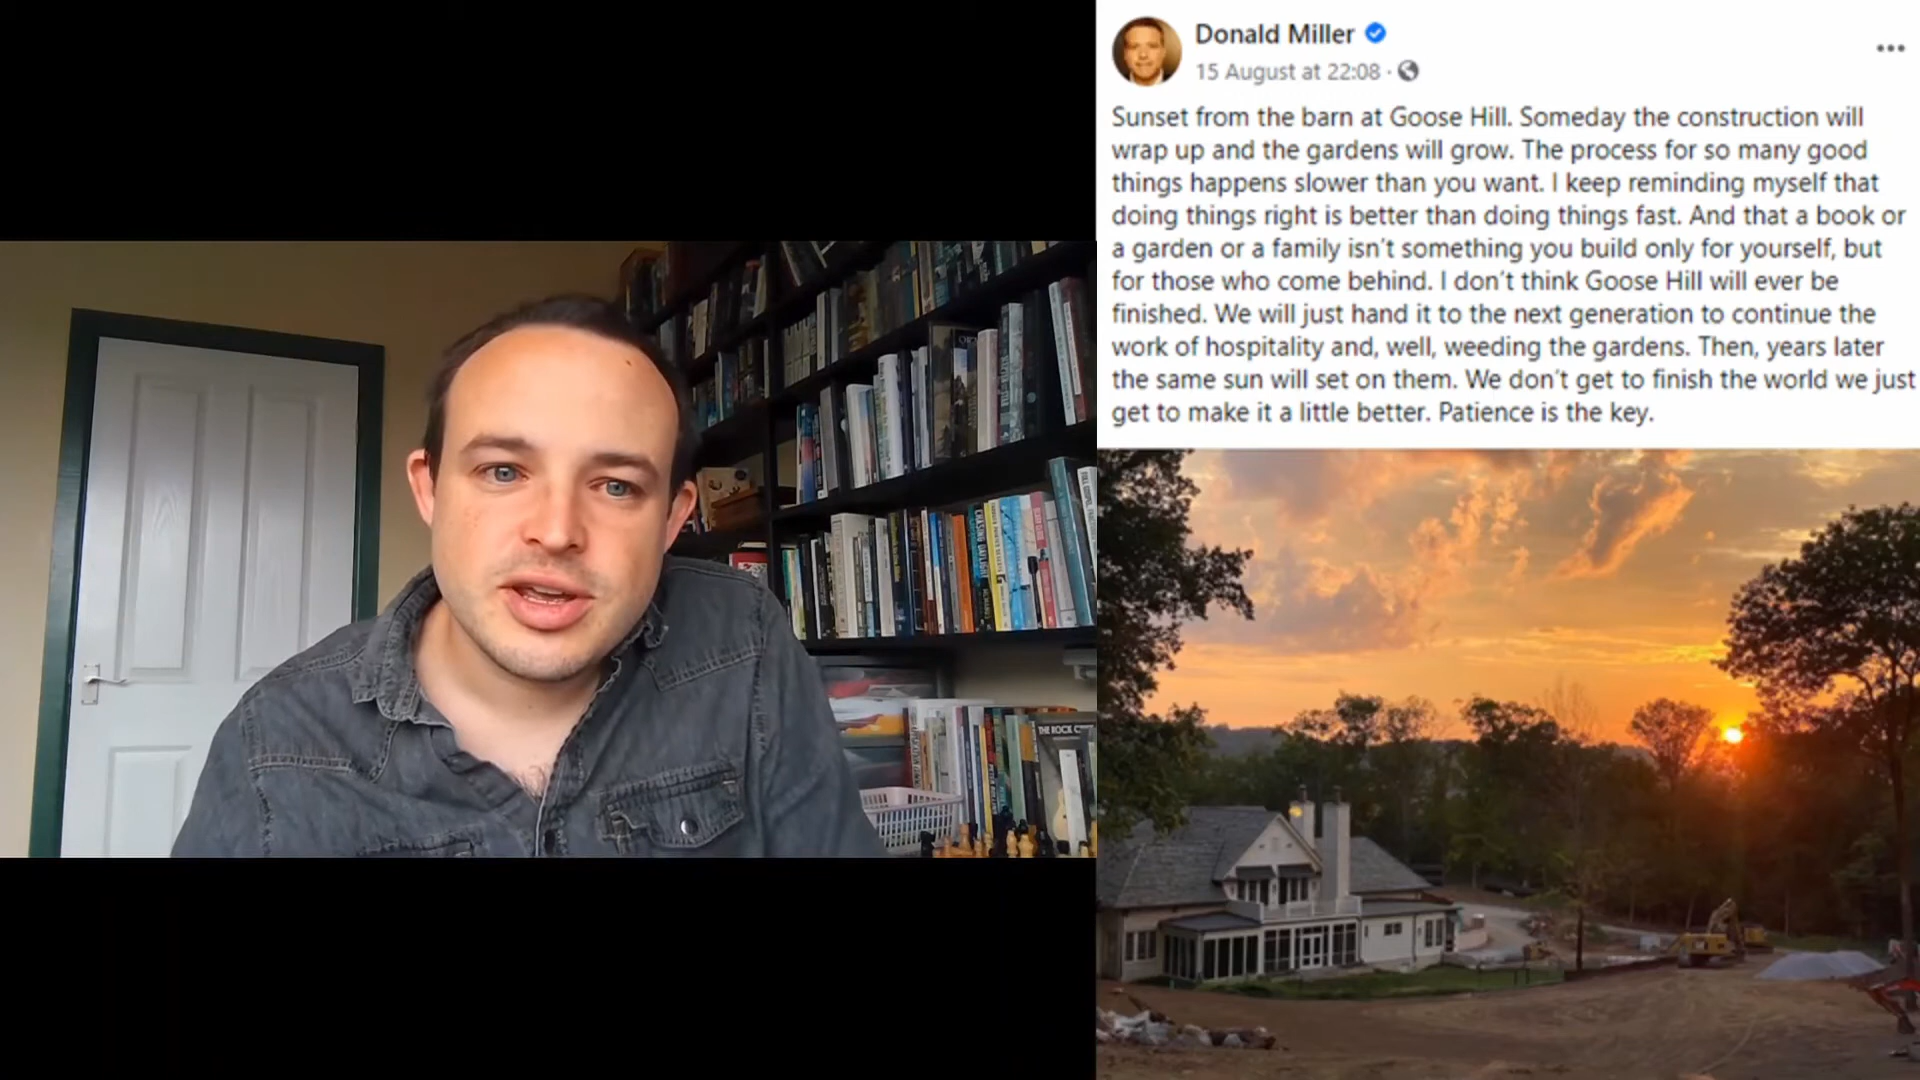 Donald Miller
15 August at 22:08 ·
Sunset from the barn at Goose Hill. Someday the construction will
wrap up and the gardens will grow. The process for so many good
things happens slower than you want. I keep reminding myself that
doing things right is better than doing things fast. And that a book or
a garden or a family isn't something you build only for yourself, but
for those who come behind. I don't think Goose Hill will ever be
finished. We will just hand it to the next generation to continue the
work of hospitality and, well, weeding the gardens. Then, years later
the same sun will set on them. We don't get to finish the world we just
get to make it a little better. Patience is the key.
CHASING DAYLIGHT
THE ROCK